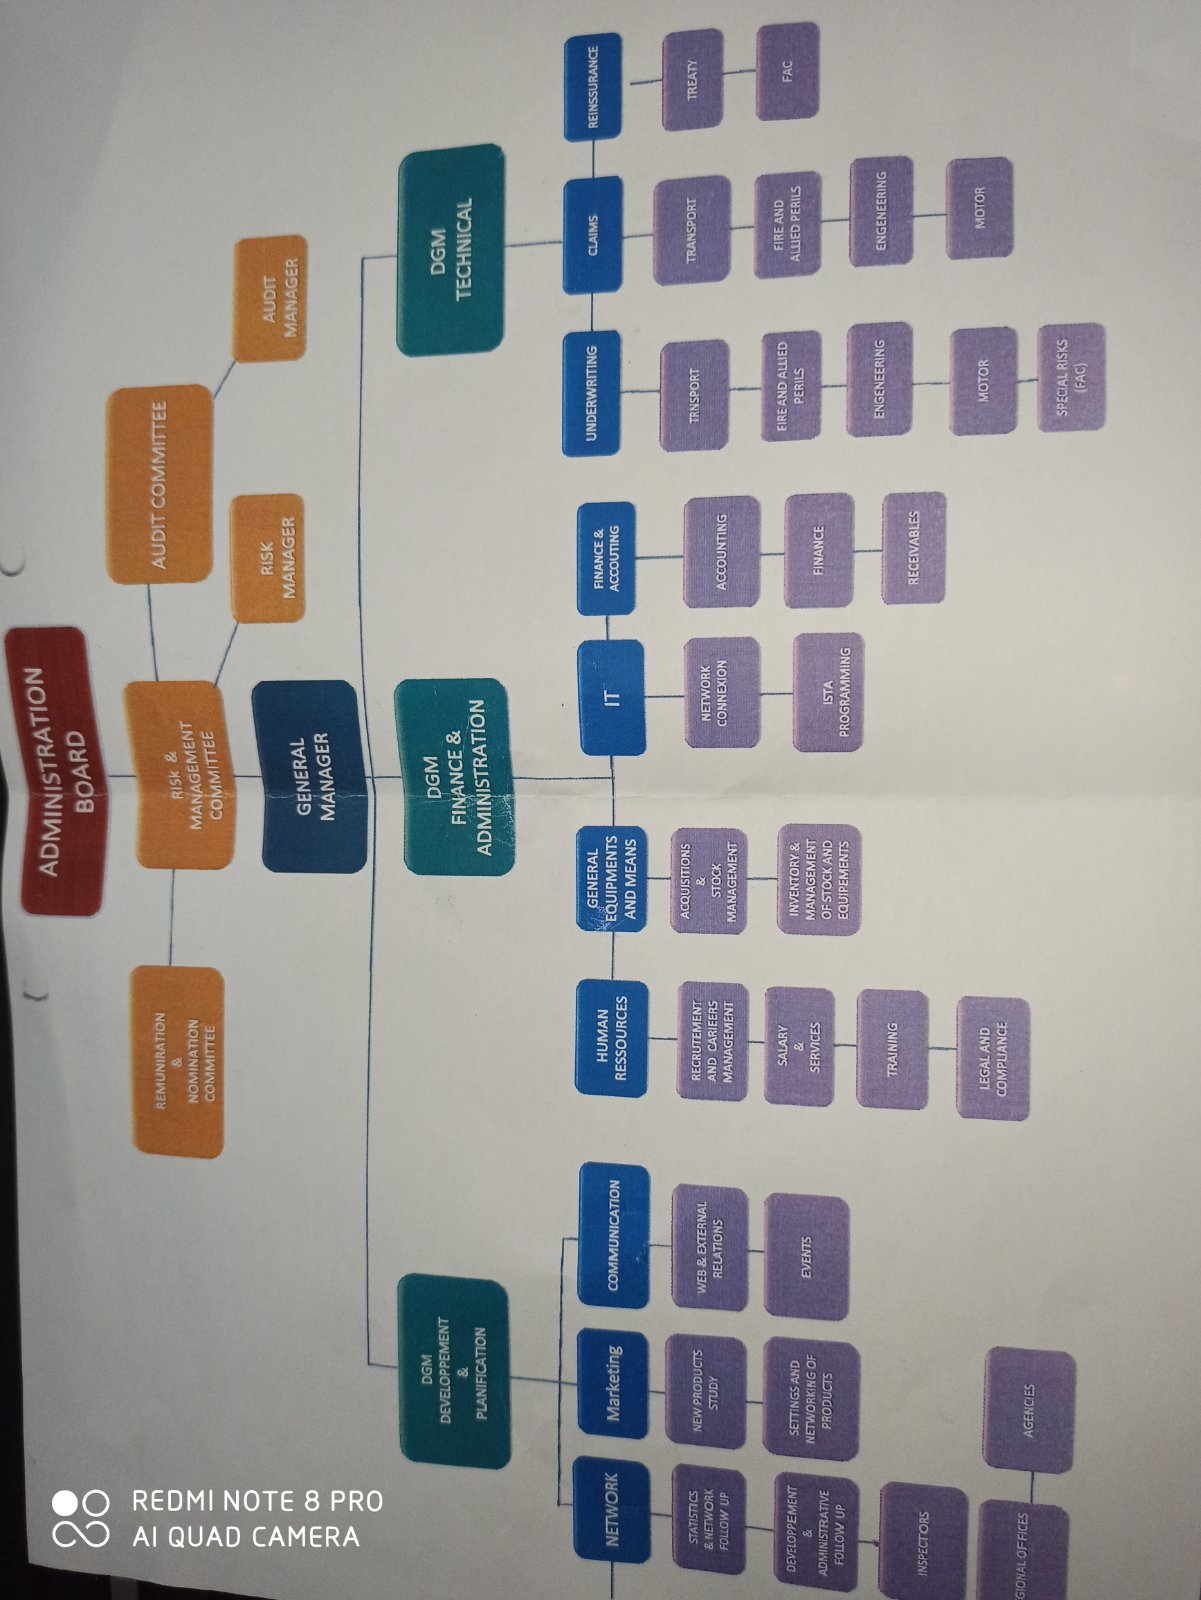 ADMINISTRATION
BOARD
REMUNIRATION
&
NOMINATION
COMMITTEE
RISK &
MANAGEMENT
COMMITTEE
AUDIT COMMITTEE
RISK
MANAGER
AUDIT
MANAGER
GENERAL
MANAGER
DGM
DEVELOPPEMENT
&
PLANIFICATION
DGM
FINANCE &
ADMINISTRATION
DGM
TECHNICAL
NETWORK
STATISTICS
& NETWORK
FOLLOW UP
DEVELOPPEMENT
&
ADMINISTRATIVE
FOLLOW UP
INSPECTORS
GIONAL OFFICES
AGENCIES
Marketing
NEW PRODUCTS
STUDY
SETTINGS AND
NETWORKING OF
PRODUCTS
COMMUNICATION
WEB & EXTERNAL
RELATIONS
EVENTS
HUMAN
RESSOURCES
RECRUTEMENT
AND CARIEERS
MANAGEMENT
SALARY
&
SERVICES
TRAINING
LEGAL AND
COMPLIANCE
GENERAL
EQUIPMENTS
AND MEANS
ACQUISITIONS
&
STOCK
MANAGEMENT
INVENTORY &
MANAGEMENT
OF STOCK AND
EQUIPEMENTS
IT
NETWORK
CONNEXION
ISTA
PROGRAMMING
FINANCE &
ACCOUTING
ACCOUNTING
FINANCE
RECEIVABLES
UNDERWRITING
TRNSPORT
FIRE AND ALLIED
PERILS
ENGENEERING
MOTOR
SPECIAL RISKS
(FAC)
CLAIMS
TRANSPORT
FIRE AND
ALLIED PERILS
ENGENEERING
MOTOR
REINSSURANCE
TREATY
FAC
REDMI NOTE 8 PRO
AI QUAD CAMERA